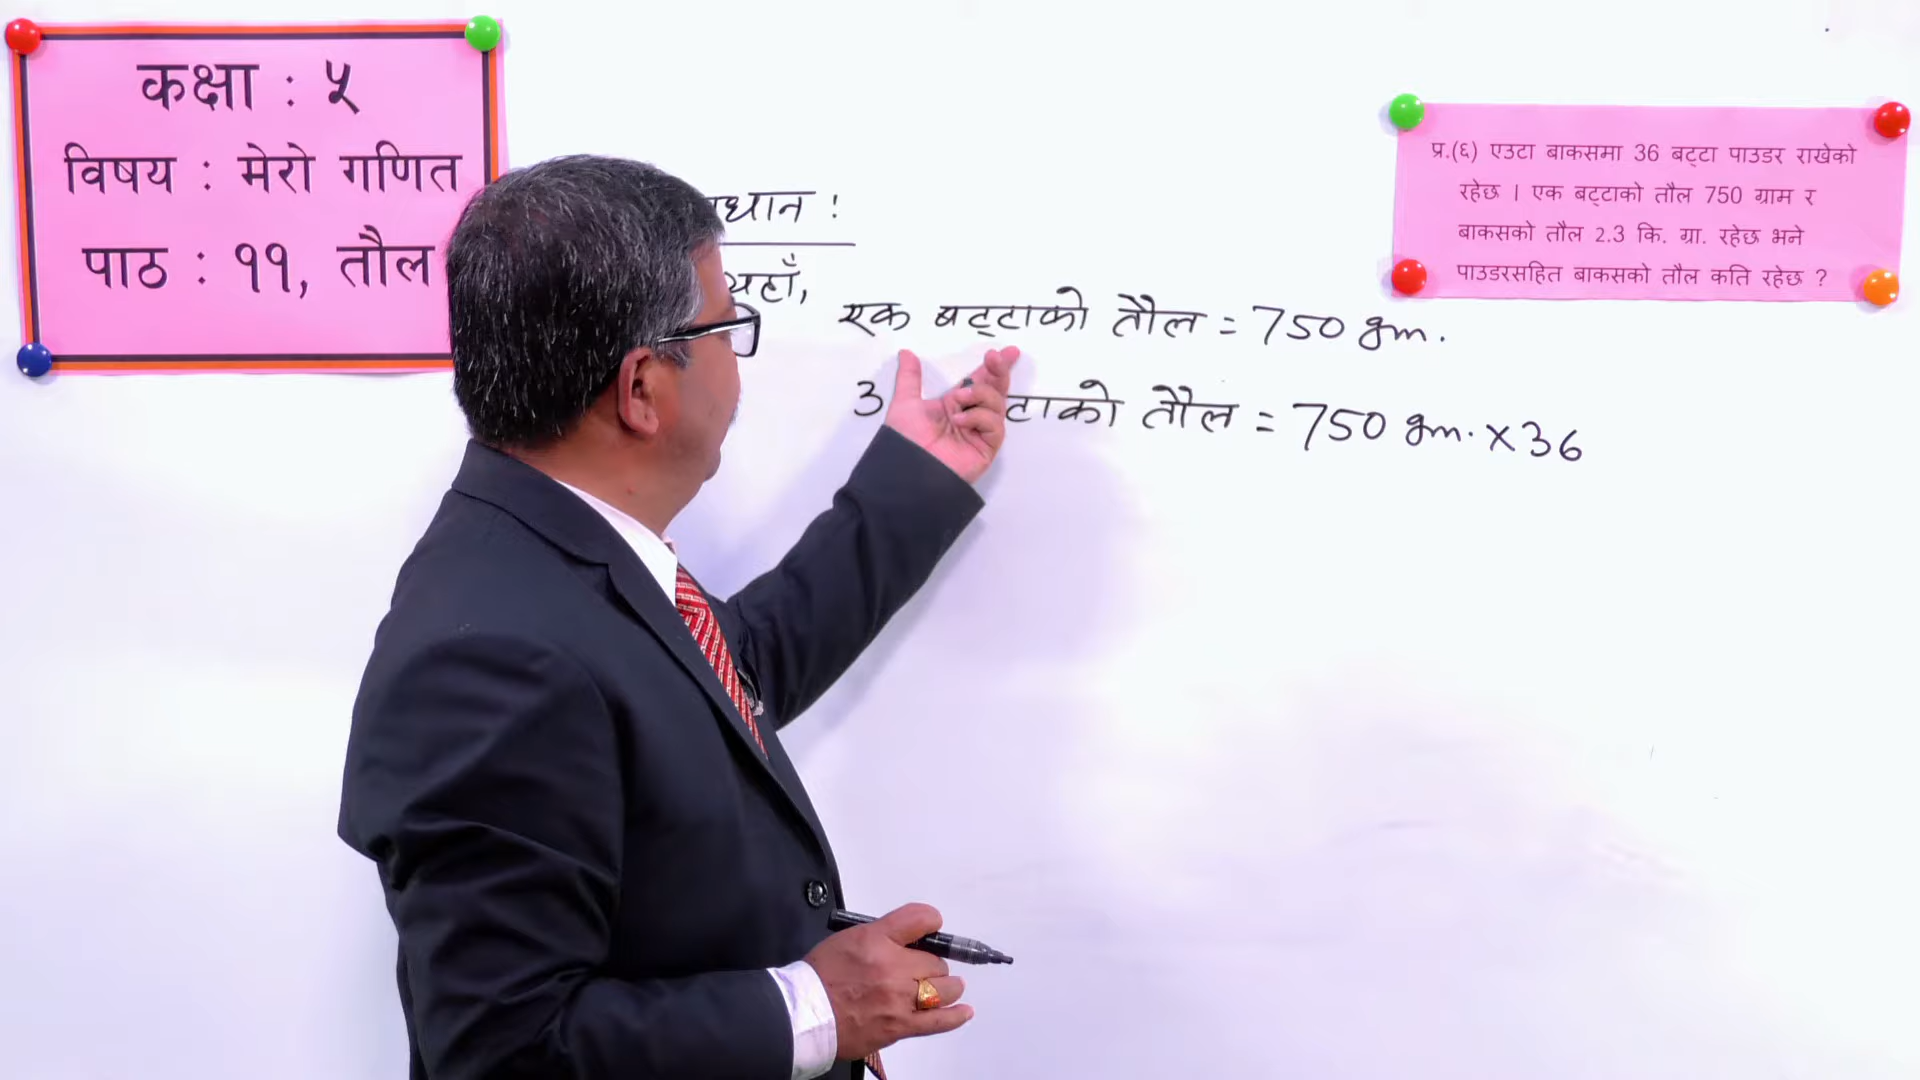 कक्षा : ५
विषय : मेरो गणित
पाठ : ११, तौल
प्र.(६) एउटा बाकसमा 36 बट्टा पाउडर राखेको
रहेछ । एक बट्टाको तौल 750 ग्राम र
बाकसको तौल 2.3 कि. ग्रा. रहेछ भने
पाउडरसहित बाकसको तौल कति रहेछ ?
यहाँ,
एक बट्टाको तौल = 750 gm.
तौल = 750 gm. ×36